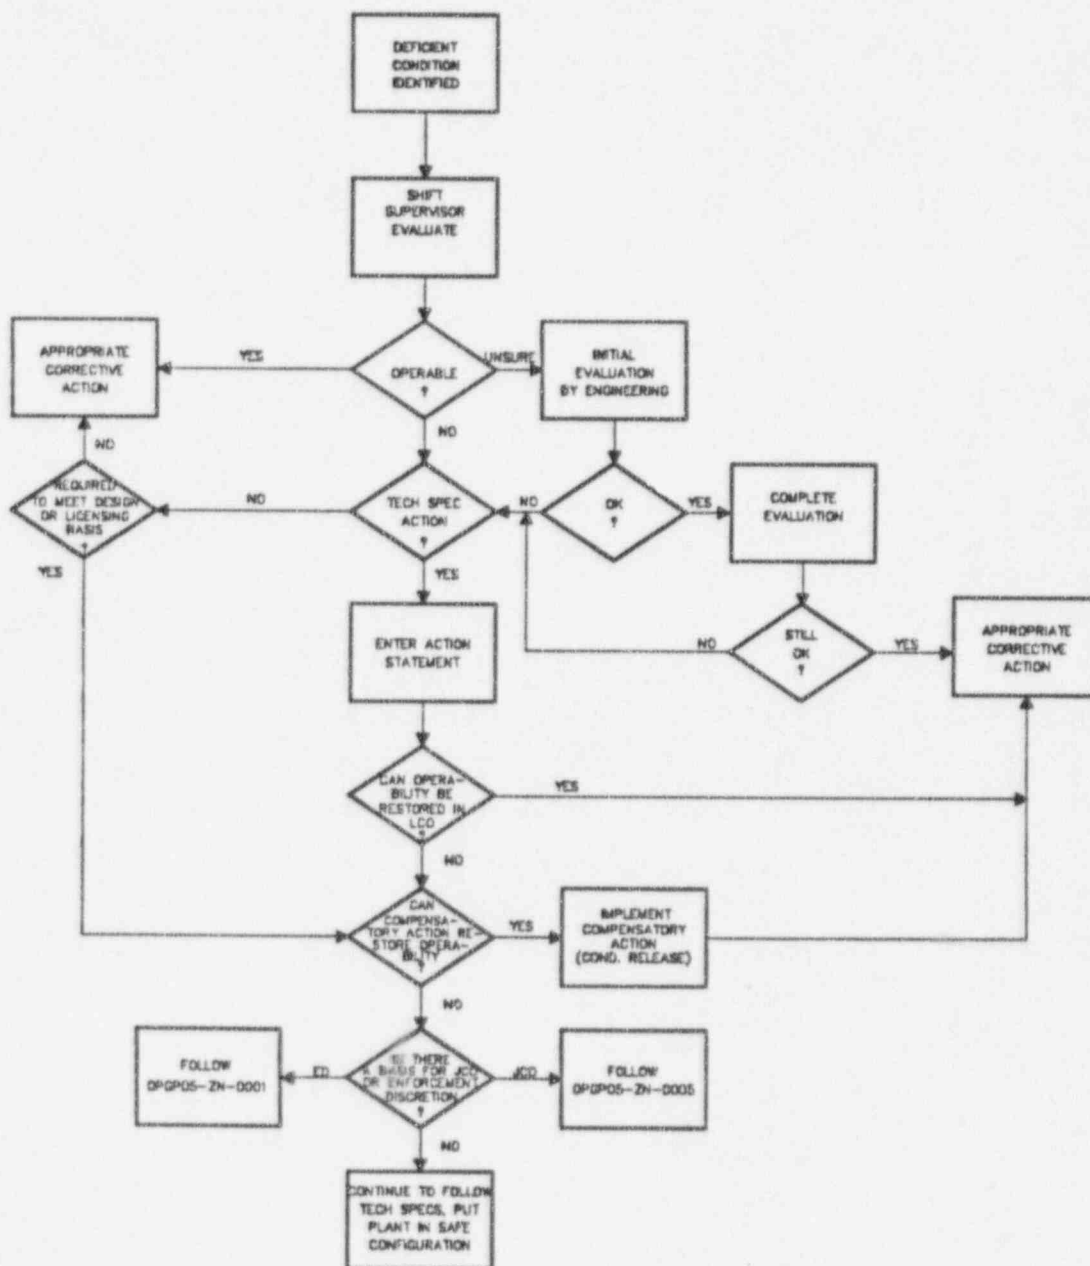 DEFICIENT
CONDITION
IDENTIFIED
SHIFT
SUPERVISOR
EVALUATE
APPROPRIATE
CORRECTIVE
ACTION
YES
OPERABLE
?
UNSURE
INITIAL
EVALUATION
BY ENGINEERING
NO
NO
REQUIRED
TO MEET DESIGN
OR LICENSING
BASIS
?
NO
TECH SPEC
ACTION
?
NO
OK
?
YES
COMPLETE
EVALUATION
YES
YES
ENTER ACTION
STATEMENT
NO
STILL
OK
?
YES
APPROPRIATE
CORRECTIVE
ACTION
CAN OPERA-
BILITY BE
RESTORED IN
LCO
?
YES
NO
CAN
COMPENSA-
TORY ACTION RE-
STORE OPERA-
BILITY
?
YES
IMPLEMENT
COMPENSATORY
ACTION
(COND. RELEASE)
NO
FOLLOW
OPGP05-ZN-0001
ED
IS THERE
A BASIS FOR JCO
OR ENFORCEMENT
DISCRETION
?
JCO
FOLLOW
OPGP05-ZN-0005
NO
CONTINUE TO FOLLOW
TECH SPECS, PUT
PLANT IN SAFE
CONFIGURATION